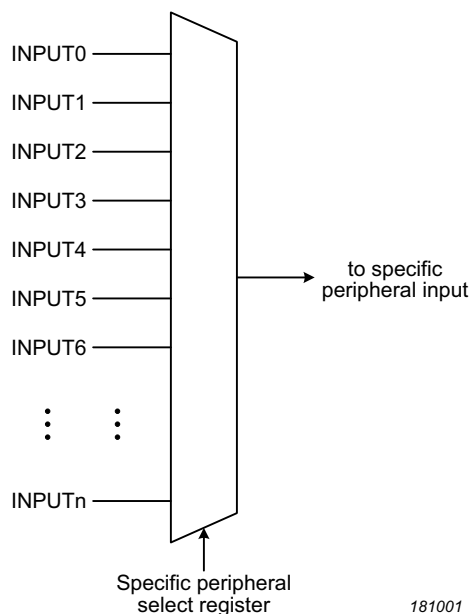 INPUT0
INPUT1
INPUT2
INPUT3
INPUT4
INPUT5
INPUT6
INPUTn
to specific
peripheral input
Specific peripheral
select register
181001